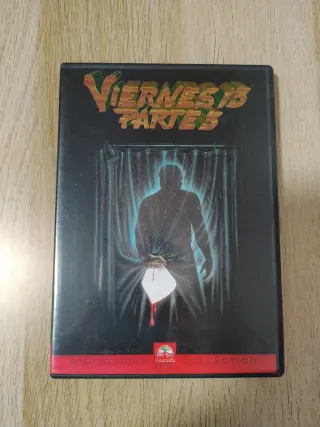 VIERNES 13
PARTE 3
WIDESCREEN COLLECTION